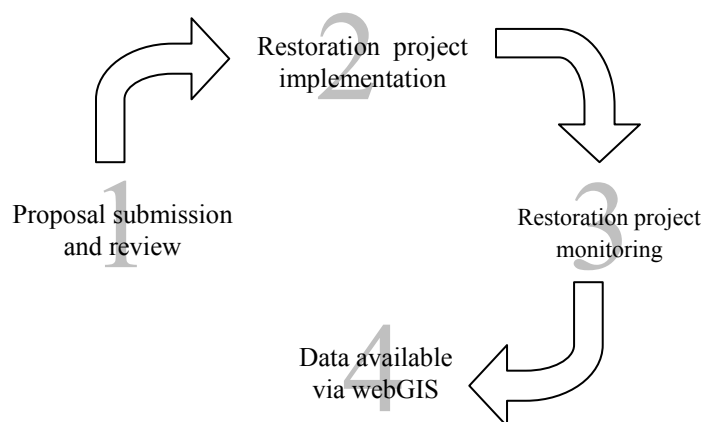 1
Proposal submission
and review
2
Restoration project
implementation
3
Restoration project
monitoring
4
Data available
via webGIS